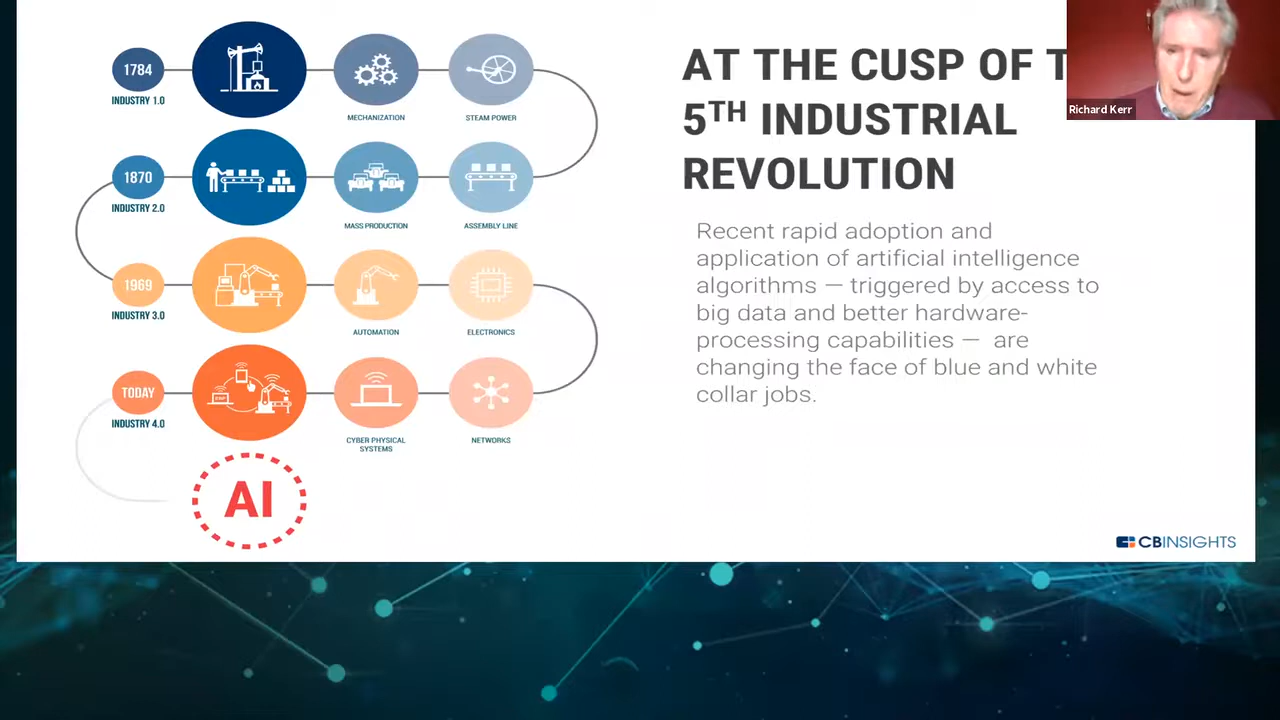 1784
INDUSTRY 1.0
MECHANIZATION
STEAM POWER
1870
INDUSTRY 2.0
MASS PRODUCTION
ASSEMBLY LINE
1969
INDUSTRY 3.0
AUTOMATION
ELECTRONICS
TODAY
INDUSTRY 4.0
CYBER PHYSICAL
SYSTEMS
NETWORKS
AI
AT THE CUSP OF
5TH INDUSTRIAL
REVOLUTION
Recent rapid adoption and
application of artificial intelligence
algorithms — triggered by access to
big data and better hardware-
processing capabilities — are
changing the face of blue and white
collar jobs.
CBINSIGHTS
Richard Kerr